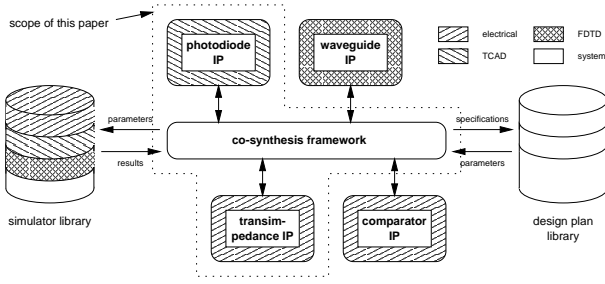 scope of this paper
photodiode
IP
waveguide
IP
electrical
FDTD
TCAD
system
parameters
results
co-synthesis framework
specifications
parameters
simulator library
transim-
pedance IP
comparator
IP
design plan
library